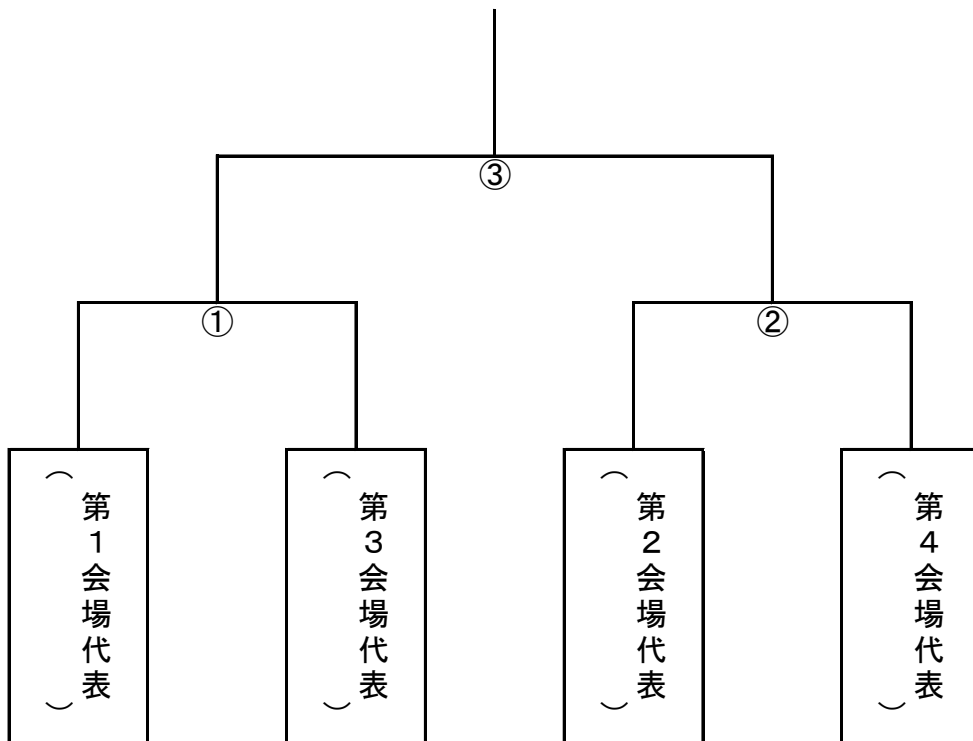 ③
①
②
第1会場代表
（　　　　　　）
第3会場代表
（　　　　　　）
第2会場代表
（　　　　　　）
第4会場代表
（　　　　　　）